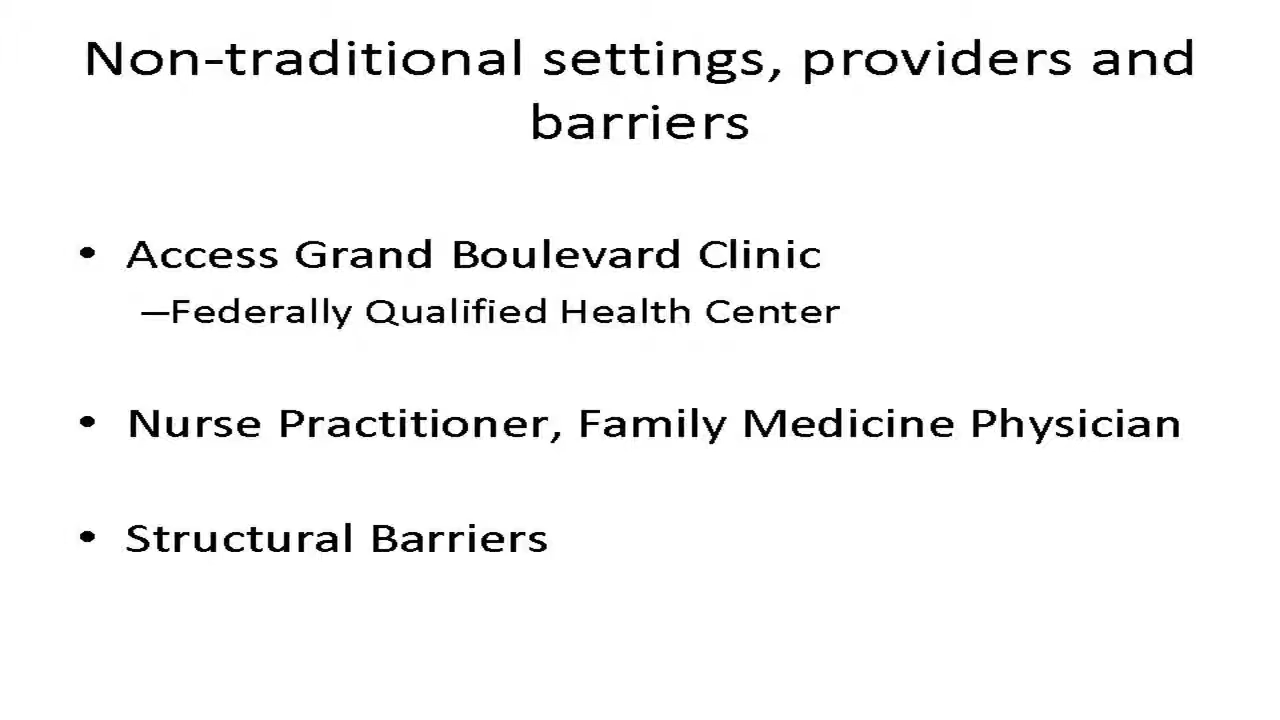 Non-traditional settings, providers and
barriers
• Access Grand Boulevard Clinic
–Federally Qualified Health Center
• Nurse Practitioner, Family Medicine Physician
• Structural Barriers